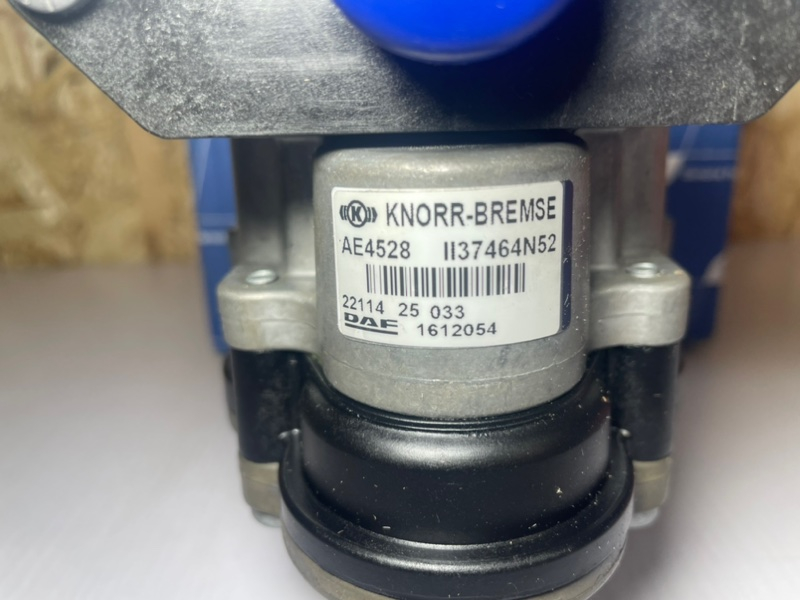 KNORR-BREMSE
AE4528 II37464N52
22114 25 033
DAF 1612054